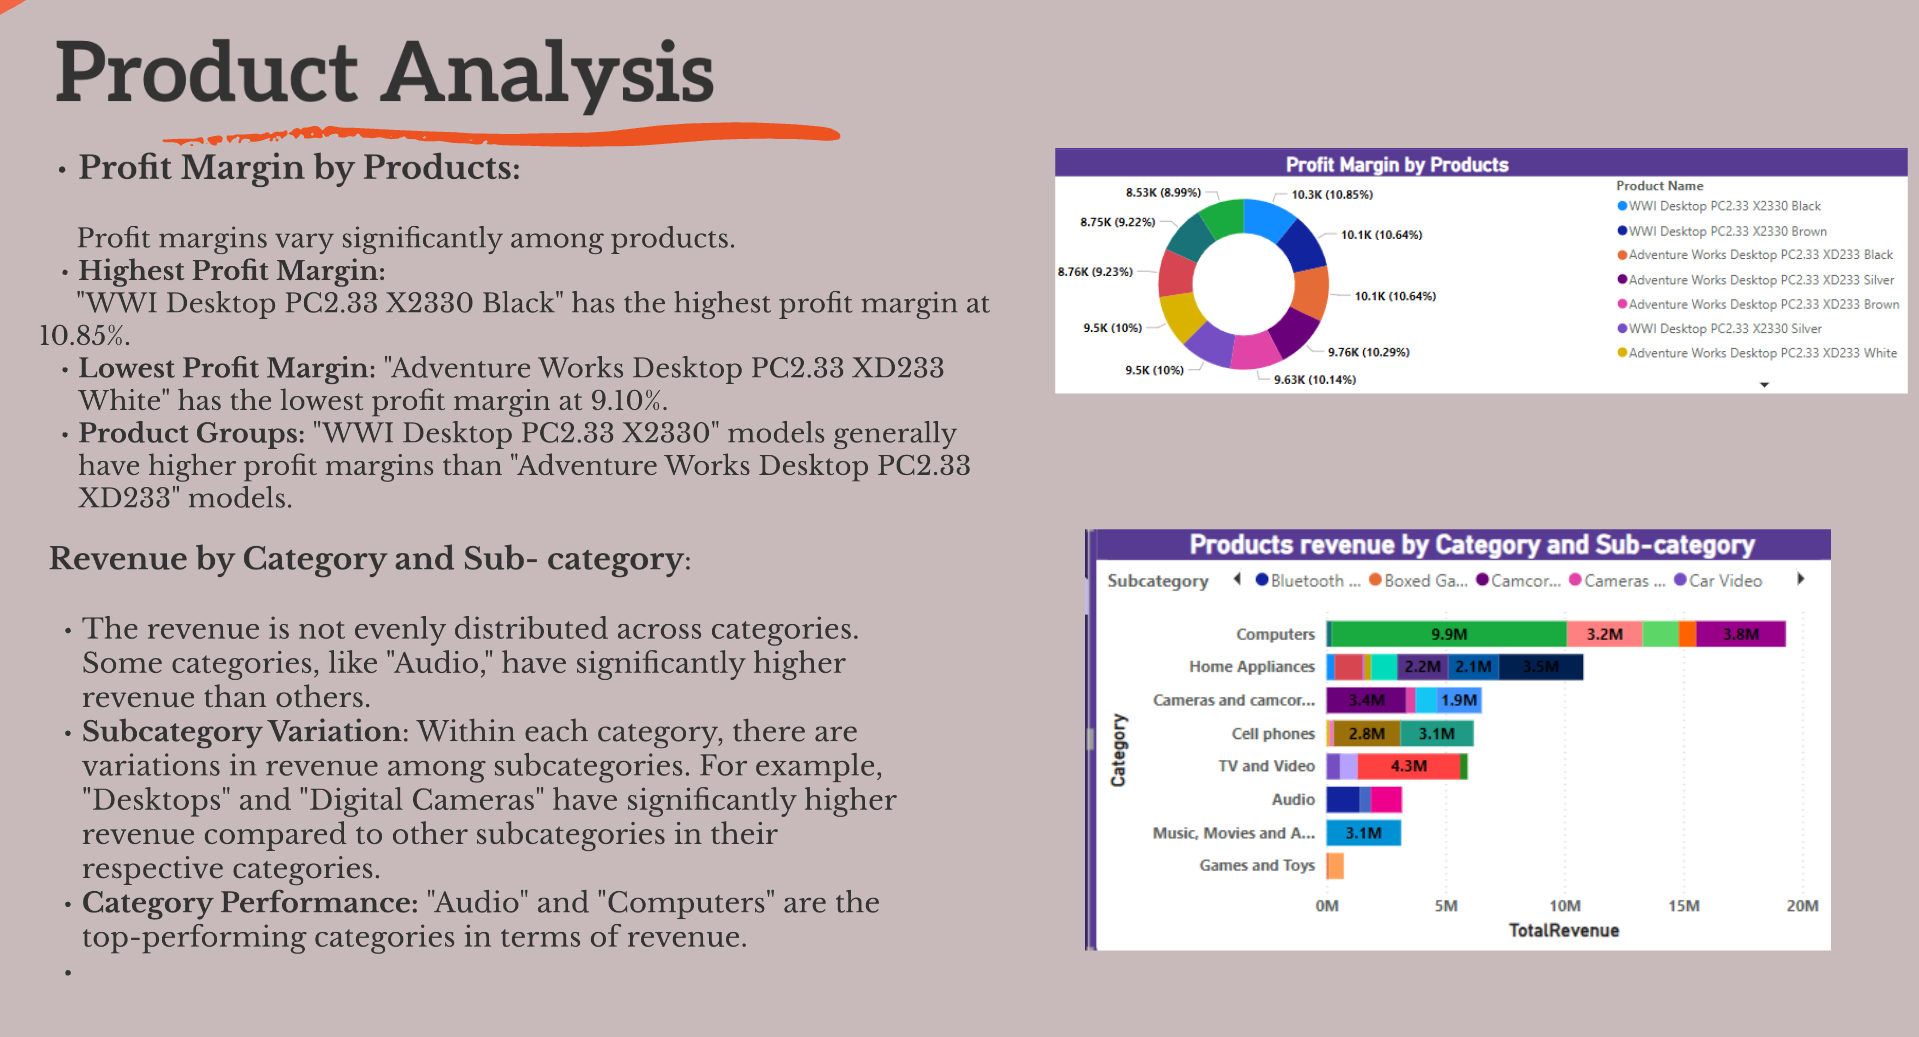 Product Analysis
• Profit Margin by Products:
Profit margins vary significantly among products.
• Highest Profit Margin:
"WWI Desktop PC2.33 X2330 Black" has the highest profit margin at
10.85%.
• Lowest Profit Margin: "Adventure Works Desktop PC2.33 XD233
White" has the lowest profit margin at 9.10%.
• Product Groups: "WWI Desktop PC2.33 X2330" models generally
have higher profit margins than "Adventure Works Desktop PC2.33
XD233" models.
Revenue by Category and Sub- category:
• The revenue is not evenly distributed across categories.
Some categories, like "Audio," have significantly higher
revenue than others.
• Subcategory Variation: Within each category, there are
variations in revenue among subcategories. For example,
"Desktops" and "Digital Cameras" have significantly higher
revenue compared to other subcategories in their
respective categories.
• Category Performance: "Audio" and "Computers" are the
top-performing categories in terms of revenue.
•
Profit Margin by Products
8.53K (8.99%)
10.3K (10.85%)
8.75K (9.22%)
10.1K (10.64%)
8.76K (9.23%)
10.1K (10.64%)
9.5K (10%)
9.76K (10.29%)
9.5K (10%)
9.63K (10.14%)
Product Name
WWI Desktop PC2.33 X2330 Black
WWI Desktop PC2.33 X2330 Brown
Adventure Works Desktop PC2.33 XD233 Black
Adventure Works Desktop PC2.33 XD233 Silver
Adventure Works Desktop PC2.33 XD233 Brown
WWI Desktop PC2.33 X2330 Silver
Adventure Works Desktop PC2.33 XD233 White
Products revenue by Category and Sub-category
Subcategory Bluetooth ... Boxed Ga... Camcor... Cameras ... Car Video
Category
Computers 9.9M 3.2M 3.8M
Home Appliances 2.2M 2.1M 3.5M
Cameras and camcor... 3.4M 1.9M
Cell phones 2.8M 3.1M
TV and Video 4.3M
Audio
Music, Movies and A... 3.1M
Games and Toys
0M 5M 10M 15M 20M
TotalRevenue